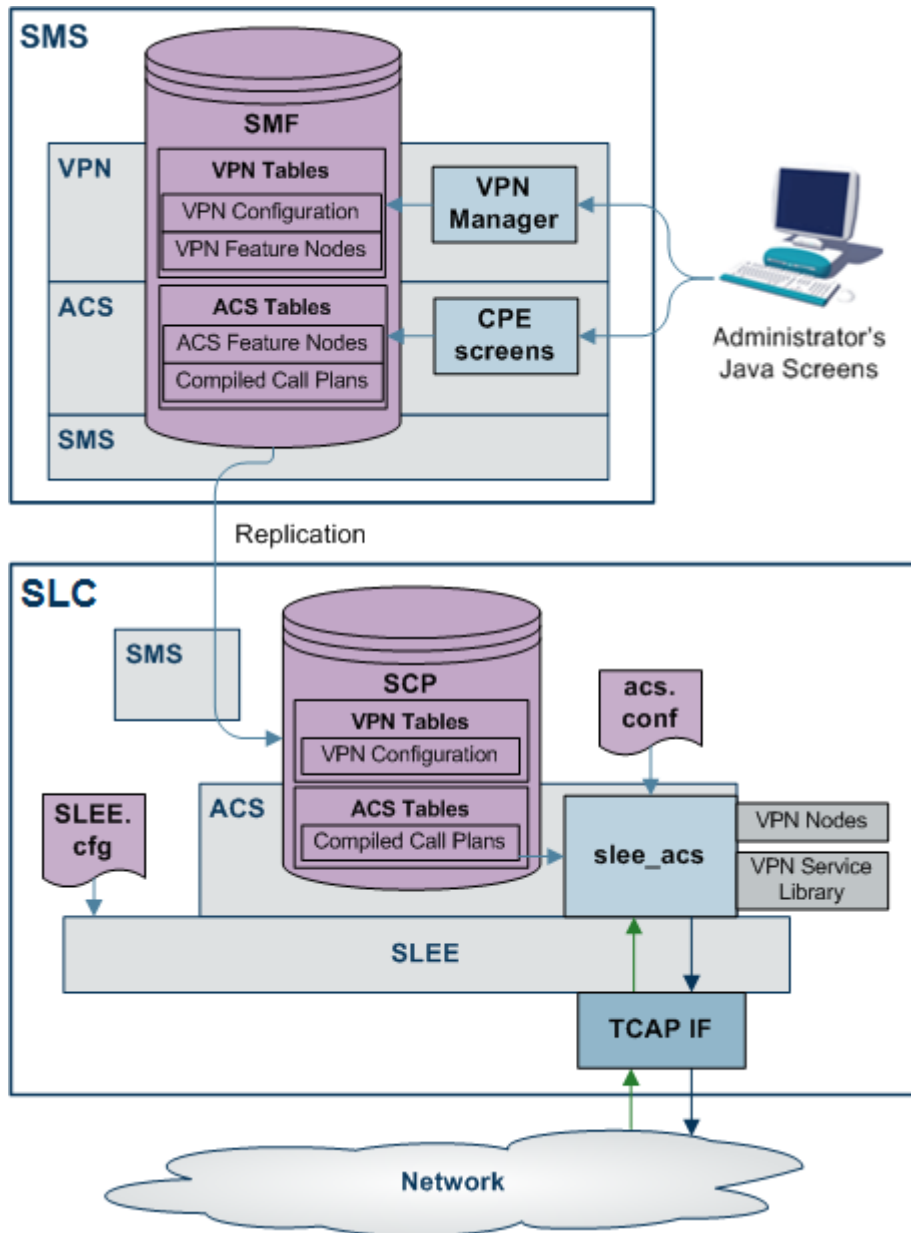 SMS
SMF
VPN
VPN Tables
VPN Configuration
VPN Feature Nodes
VPN
Manager
ACS
ACS Tables
ACS Feature Nodes
Compiled Call Plans
CPE
screens
Administrator's
Java Screens
SMS
Replication
SLC
SMS
SCP
VPN Tables
VPN Configuration
acs.
conf
ACS
ACS Tables
Compiled Call Plans
SLEE.
cfg
slee_acs
VPN Nodes
VPN Service
Library
SLEE
TCAP IF
Network